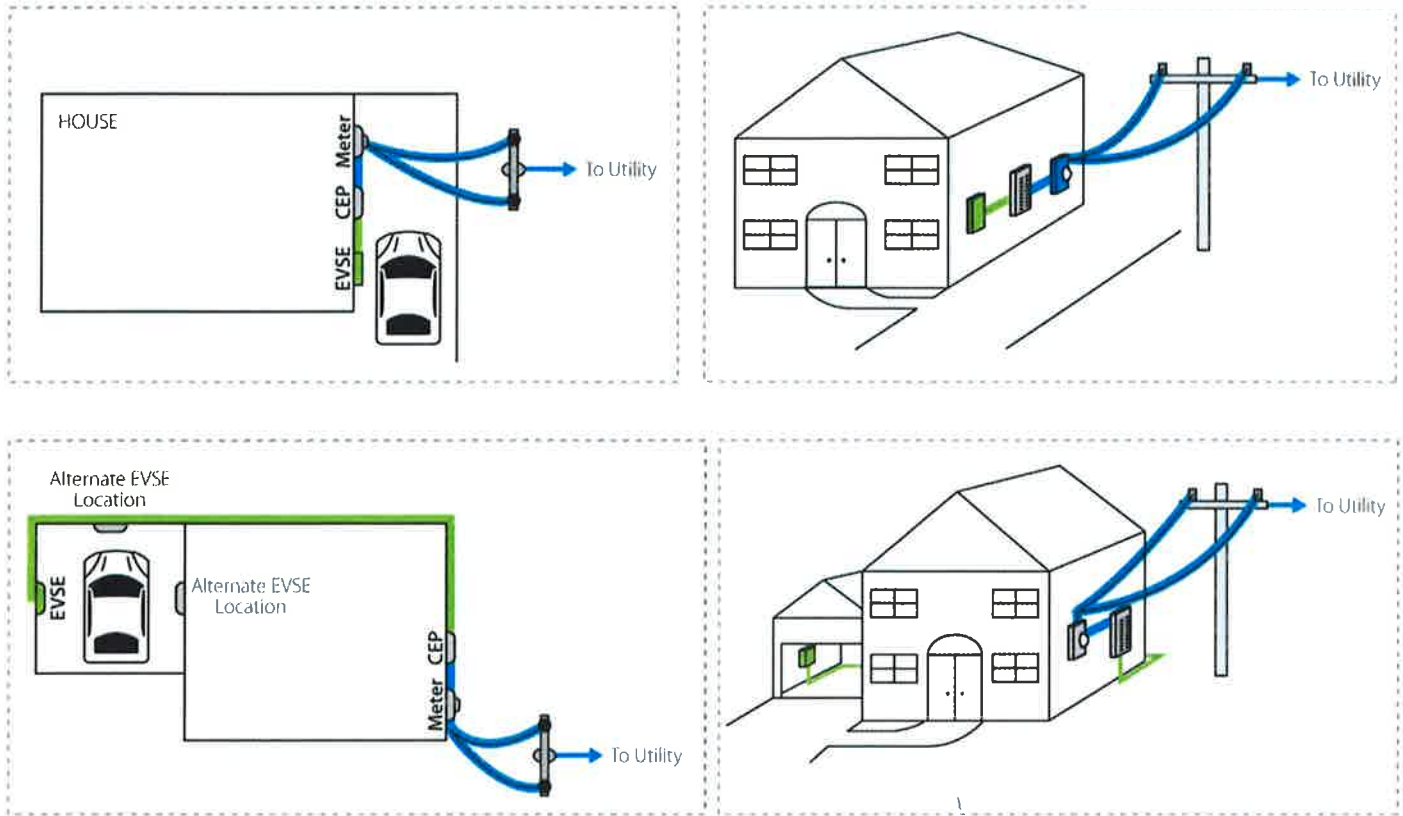 HOUSE
Meter
CEP
EVSE
To Utility
To Utility
Alternate EVSE
Location
EVSE
Alternate EVSE
Location
CEP
Meter
To Utility
To Utility